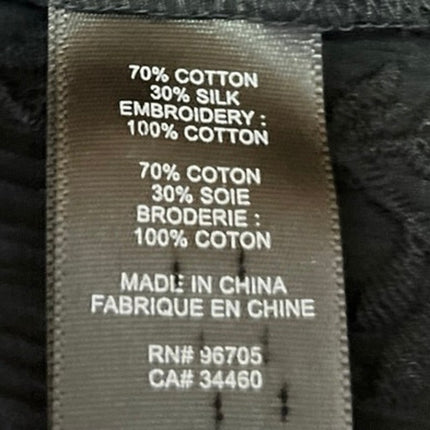 70% COTTON
30% SILK
EMBROIDERY :
100% COTTON
70% COTON
30% SOIE
BRODERIE :
100% COTON
MADE IN CHINA
FABRIQUE EN CHINE
RN# 96705
CA# 34460